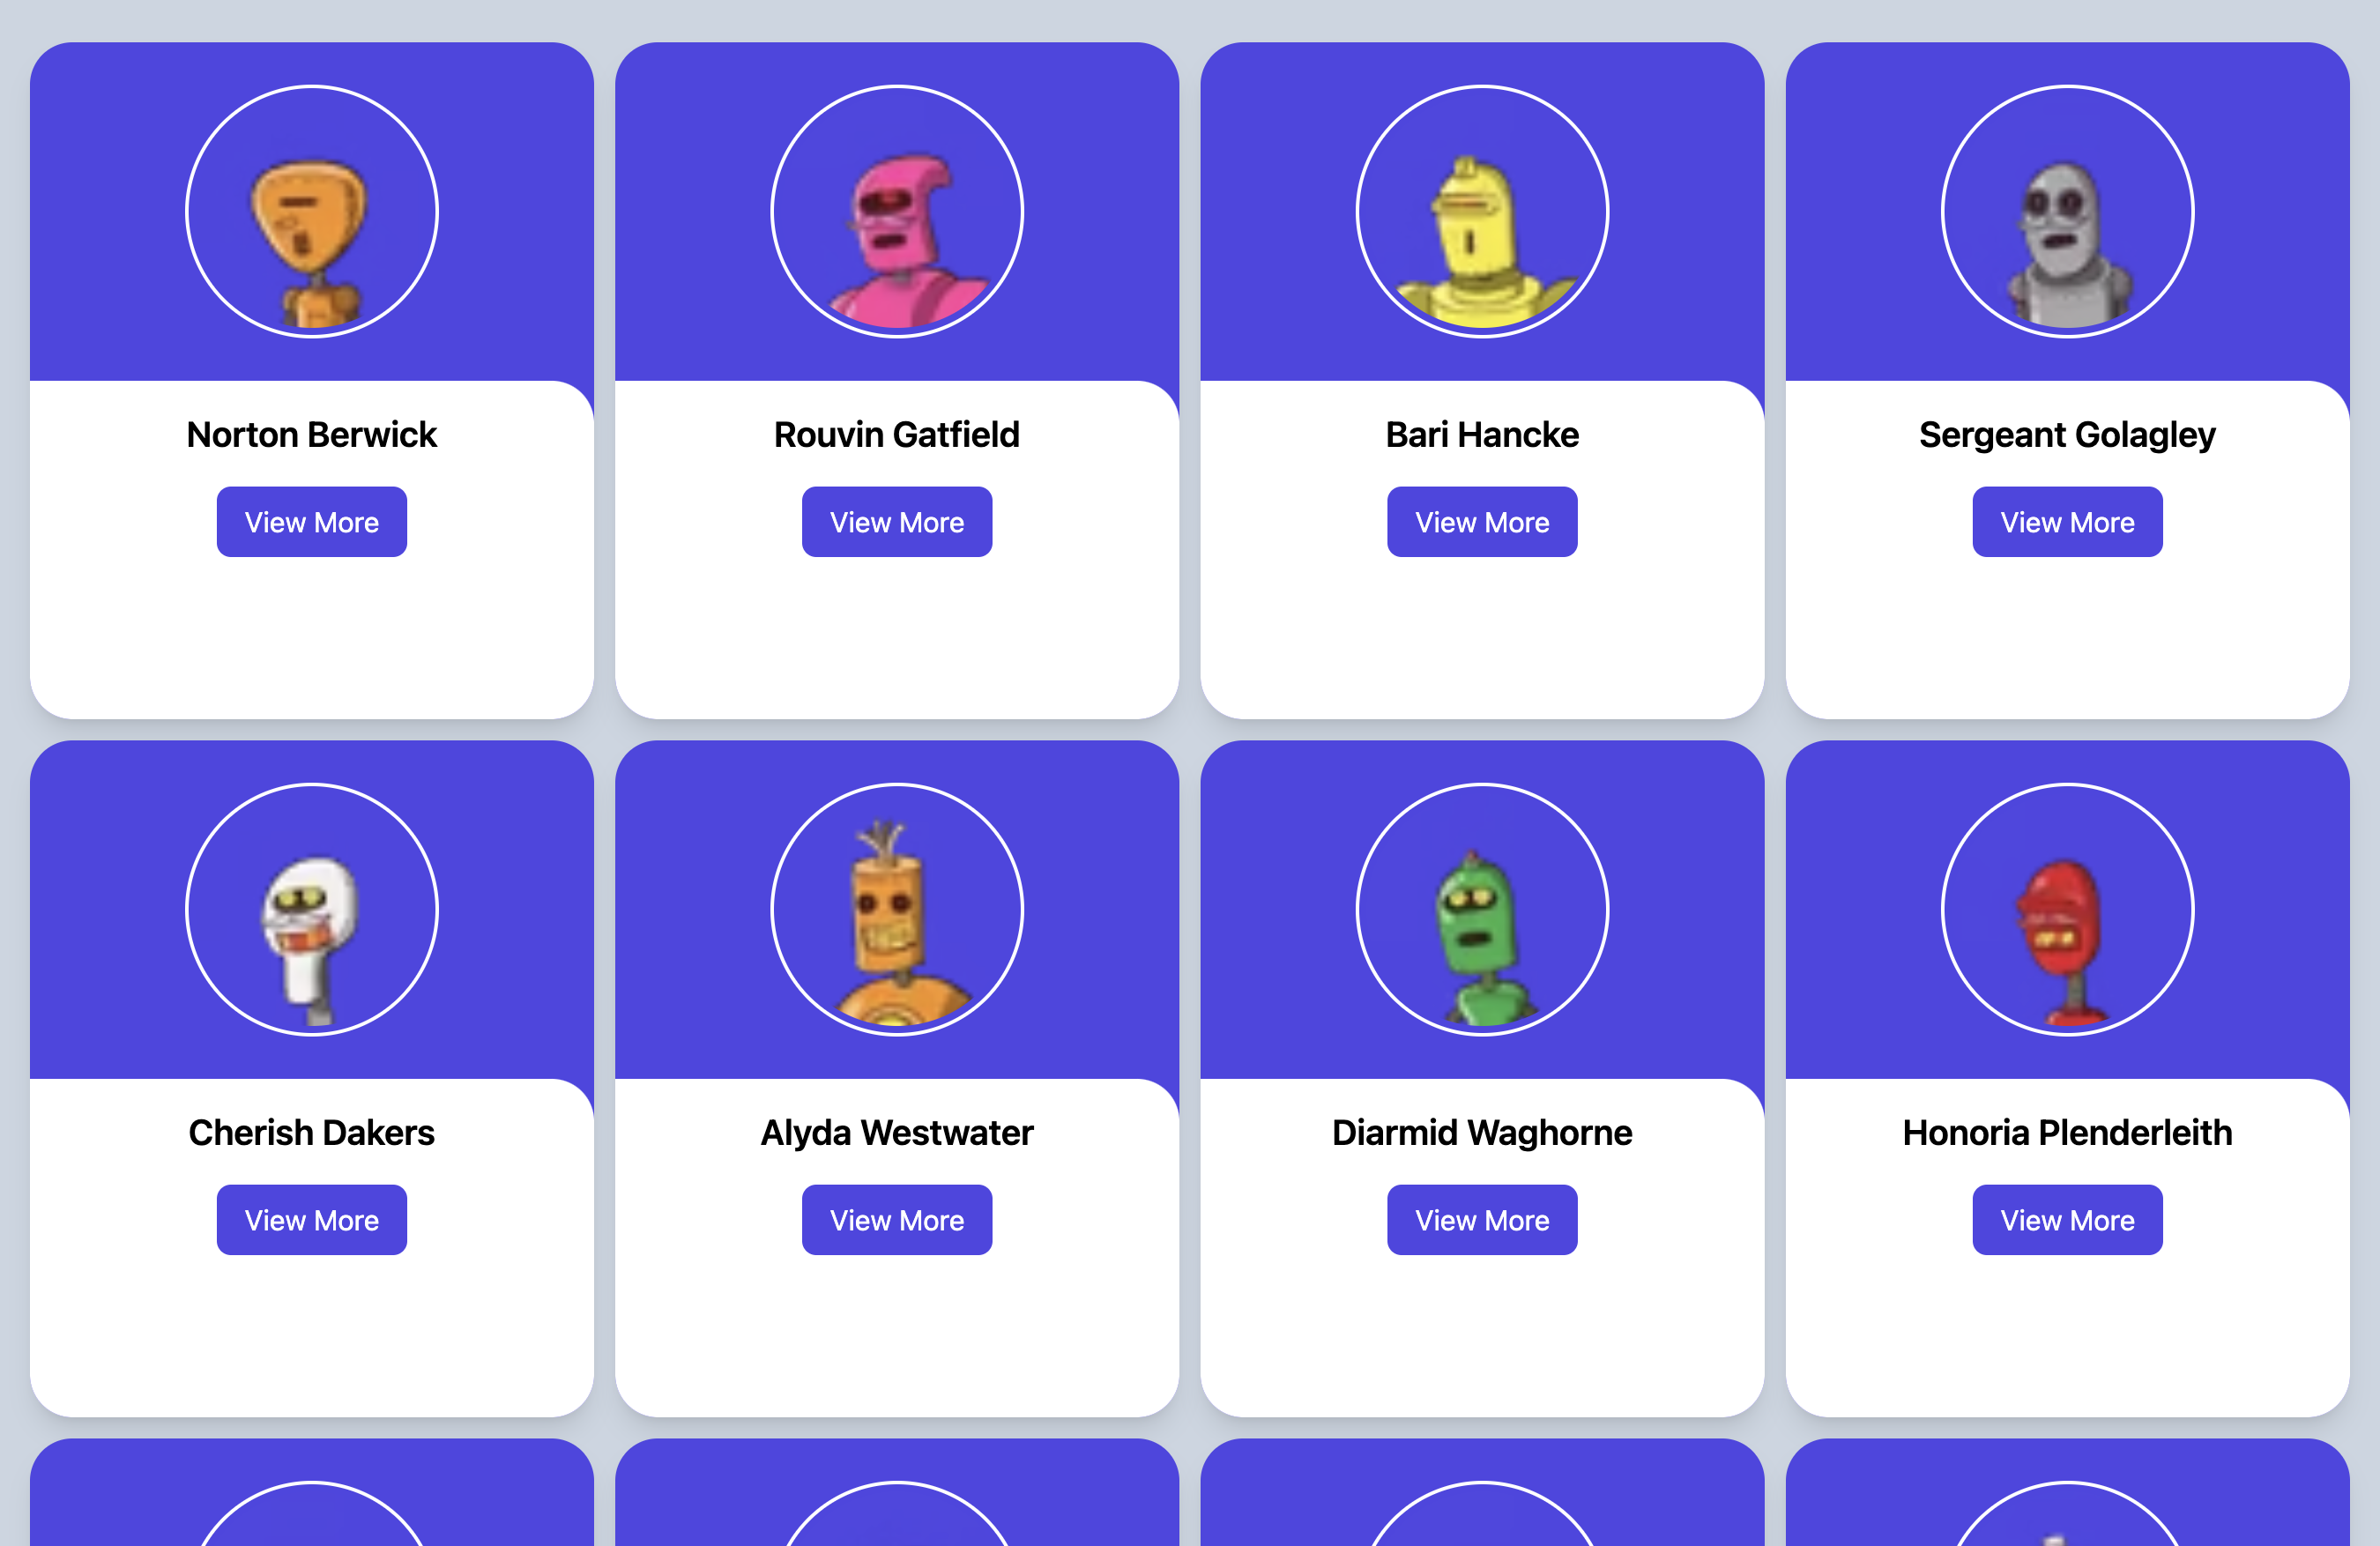 Norton Berwick
View More
Rouvin Gatfield
View More
Bari Hancke
View More
Sergeant Golagley
View More
Cherish Dakers
View More
Alyda Westwater
View More
Diarmid Waghorne
View More
Honoria Plenderleith
View More